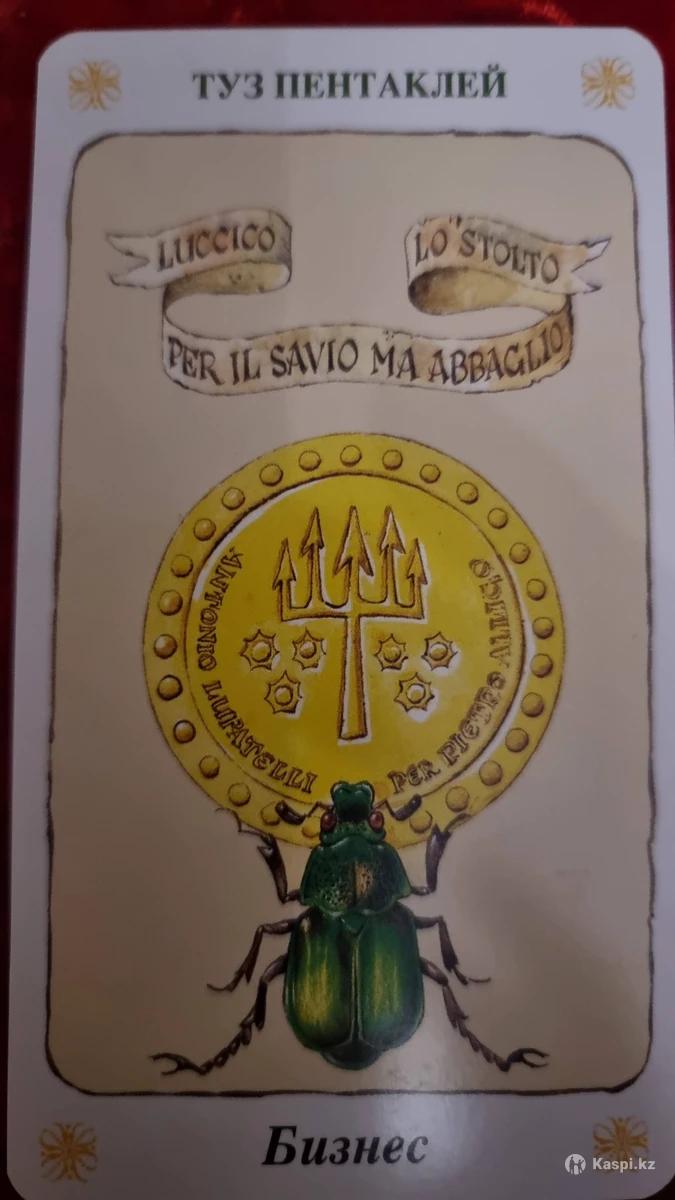 ТУЗ ПЕНТАКЛЕЙ
LUCCICO
PER IL SAVIO MA ABBAGLIO
LO STOLTO
ANTONIO LUPATELLI
PER PIETRO ALLIGO
Бизнес
Kaspi.kz